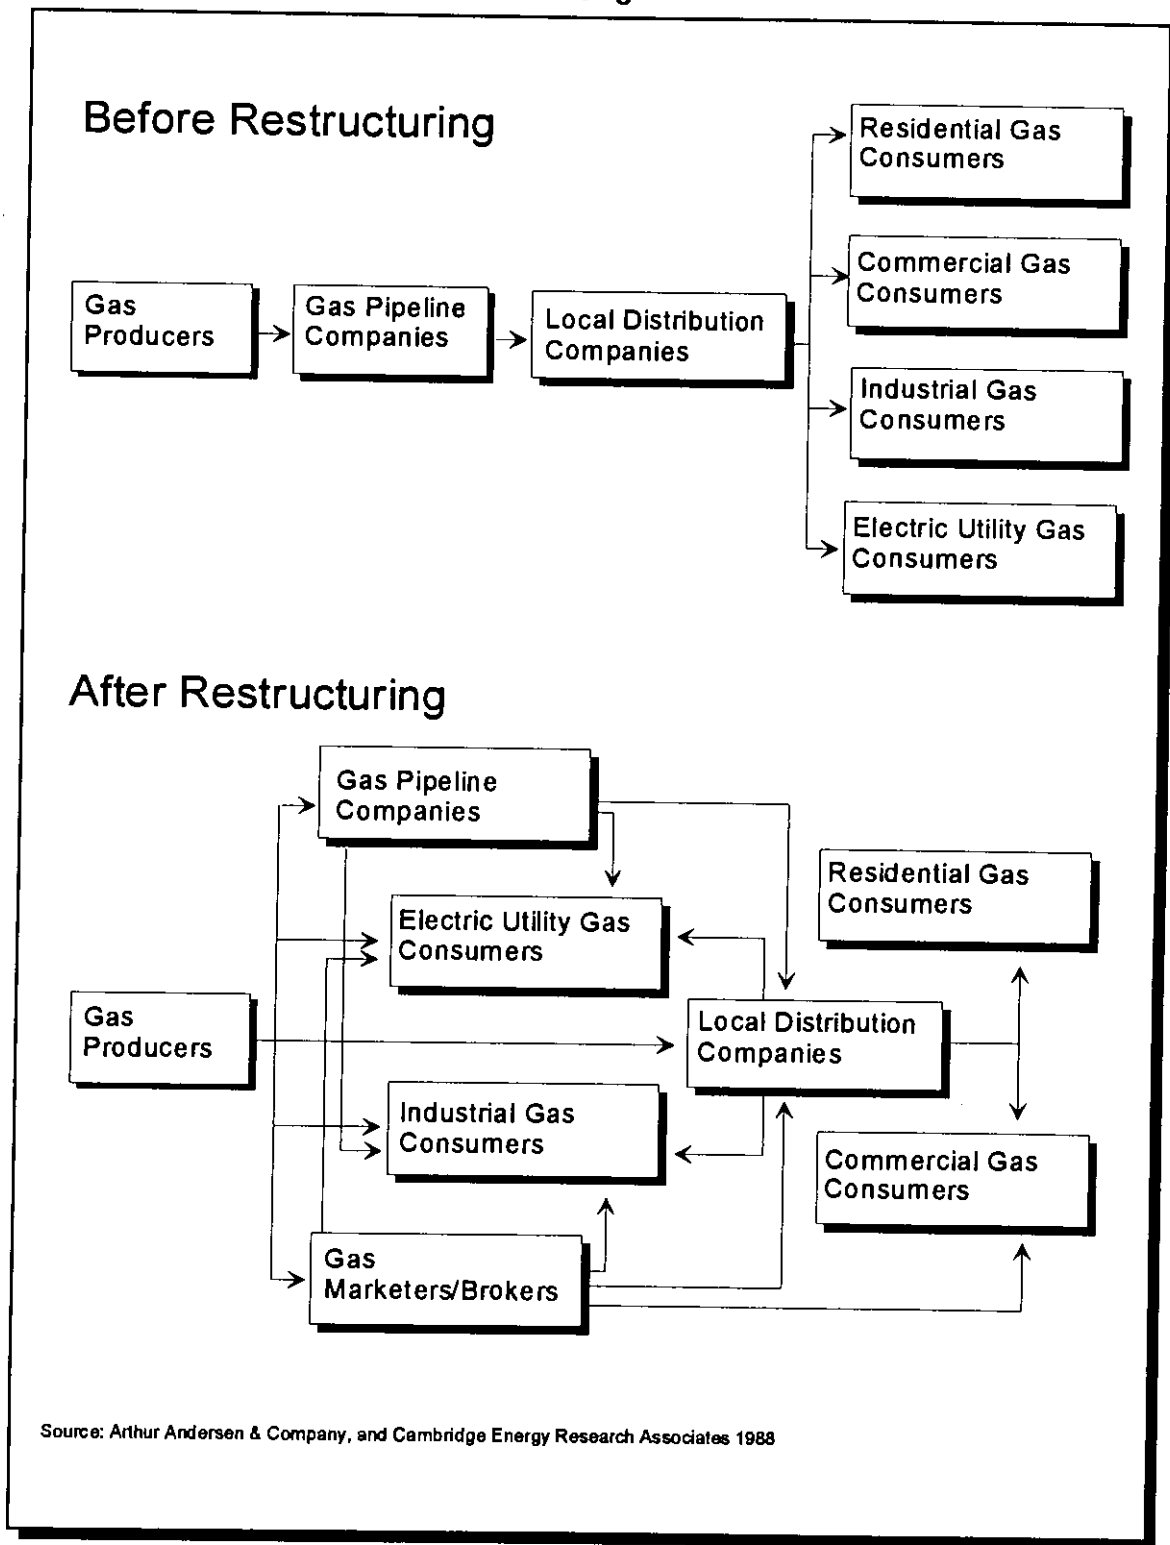 Before Restructuring
Residential Gas
Consumers
Commercial Gas
Consumers
Gas
Producers
Gas Pipeline
Companies
Local Distribution
Companies
Industrial Gas
Consumers
Electric Utility Gas
Consumers
After Restructuring
Gas Pipeline
Companies
Residential Gas
Consumers
Electric Utility Gas
Consumers
Gas
Producers
Local Distribution
Companies
Industrial Gas
Consumers
Commercial Gas
Consumers
Gas
Marketers/Brokers
Source: Arthur Andersen & Company, and Cambridge Energy Research Associates 1988